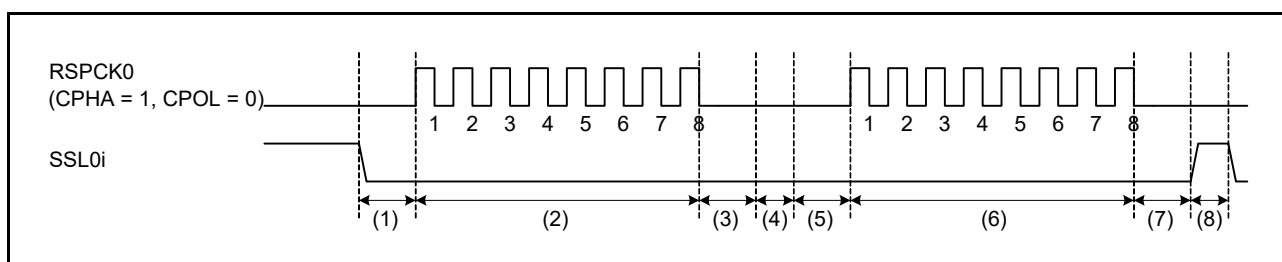 RSPCK0
(CPHA = 1, CPOL = 0)
1 2 3 4 5 6 7 8 1 2 3 4 5 6 7 8
SSL0i
(1) (2) (3) (4) (5) (6) (7) (8)